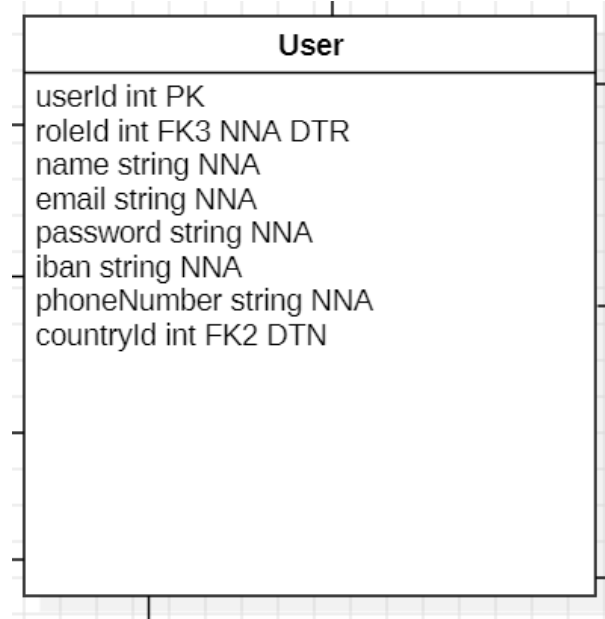 User
userId int PK
roleId int FK3 NNA DTR
name string NNA
email string NNA
password string NNA
iban string NNA
phoneNumber string NNA
countryId int FK2 DTN